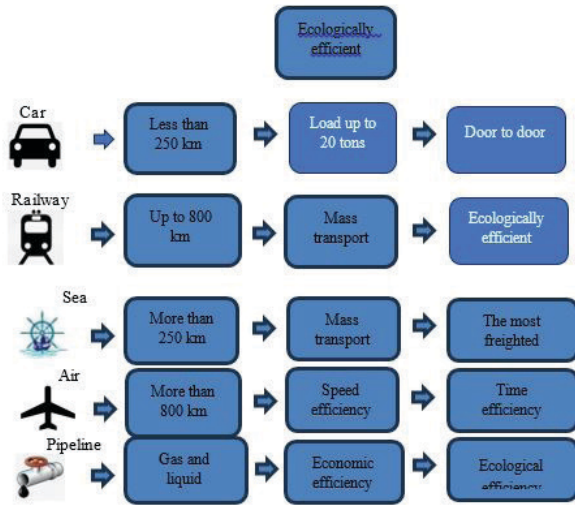 Ecologically
efficient
Car
Less than
250 km
Load up to
20 tons
Door to door
Railway
Up to 800
km
Mass
transport
Ecologically
efficient
Sea
More than
250 km
Mass
transport
The most
freighted
Air
More than
800 km
Speed
efficiency
Time
efficiency
Pipeline
Gas and
liquid
Economic
efficiency
Ecological
efficiency